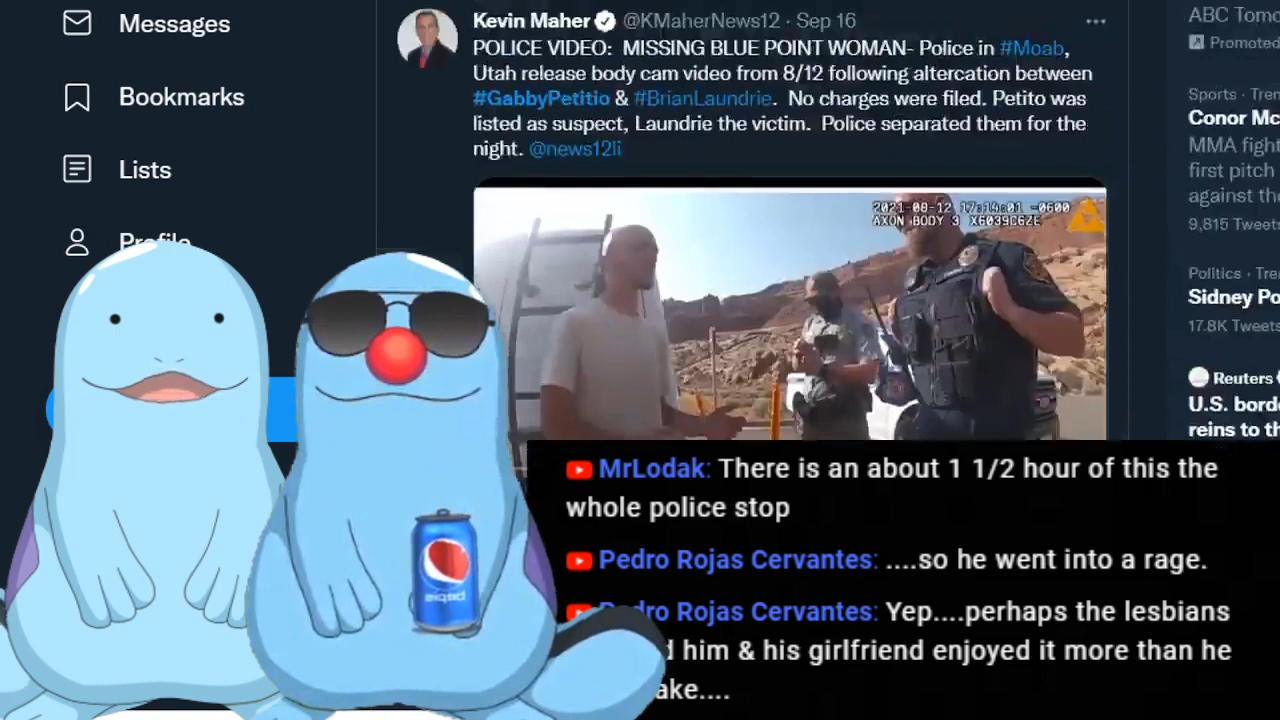 Messages
Bookmarks
Lists
Profile
Kevin Maher @KMaherNews12 · Sep 16
POLICE VIDEO: MISSING BLUE POINT WOMAN- Police in #Moab,
Utah release body cam video from 8/12 following altercation between
#GabbyPetitio & #BrianLaundrie. No charges were filed. Petito was
listed as suspect, Laundrie the victim. Police separated them for the
night. @news12li
2021-08-12 17:14:01 -0600
AXON BODY 3 X6039C6ZE
ABC Tomo
Promoted
Sports · Tren
Conor Mc
MMA fight
first pitch
against the
9,815 Tweets
Politics · Tre
Sidney Po
17.8K Tweets
Reuters
U.S. borde
reins to th
MrLodak: There is an about 1 1/2 hour of this the
whole police stop
Pedro Rojas Cervantes: ....so he went into a rage.
dro Rojas Cervantes: Yep....perhaps the lesbians
d him & his girlfriend enjoyed it more than he
ake....
pepsi